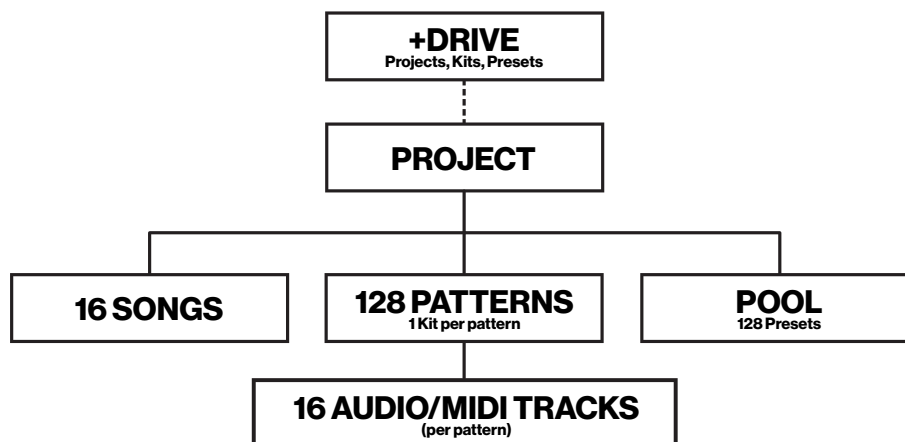 +DRIVE
Projects, Kits, Presets
PROJECT
16 SONGS
128 PATTERNS
1 Kit per pattern
POOL
128 Presets
16 AUDIO/MIDI TRACKS
(per pattern)